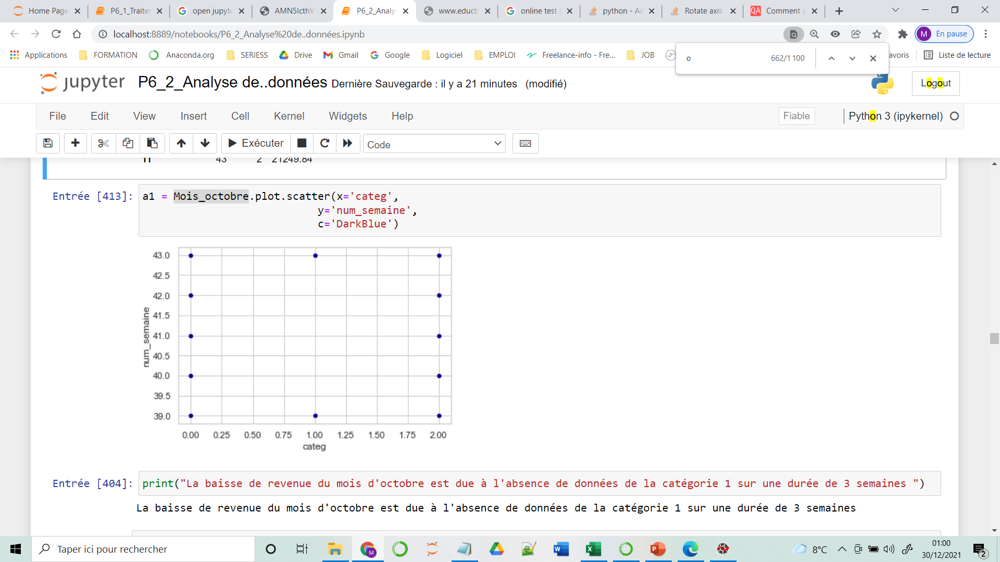 Home Page
P6_1_Traiter
open jupyte
AMN5IcthV
P6_2_Analys
www.educb
online test s
python - Ad
Rotate axis
QA Comment c
localhost:8889/notebooks/P6_2_Analyse%20de..données.ipynb
M En pause
Applications FORMATION Anaconda.org SERIESS Drive Gmail Google Logiciel EMPLOI Freelance-info - Fre... JOB avoris Liste de lecture
o 662/1 100
jupyter P6_2_Analyse de..données Dernière Sauvegarde : il y a 21 minutes (modifié)
Logout
File Edit View Insert Cell Kernel Widgets Help
Fiable
Python 3 (ipykernel)
Exécuter
Code
11 43 2 21249.84
Entrée [413]: a1 = Mois_octobre.plot.scatter(x='categ',
y='num_semaine',
c='DarkBlue')
43.0
42.5
42.0
41.5
41.0
40.5
40.0
39.5
39.0
num_semaine
0.00 0.25 0.50 0.75 1.00 1.25 1.50 1.75 2.00
categ
Entrée [404]: print("La baisse de revenue du mois d'octobre est due à l'absence de données de la catégorie 1 sur une durée de 3 semaines ")
La baisse de revenue du mois d'octobre est due à l'absence de données de la catégorie 1 sur une durée de 3 semaines
Taper ici pour rechercher
8°C
01:00
30/12/2021
2